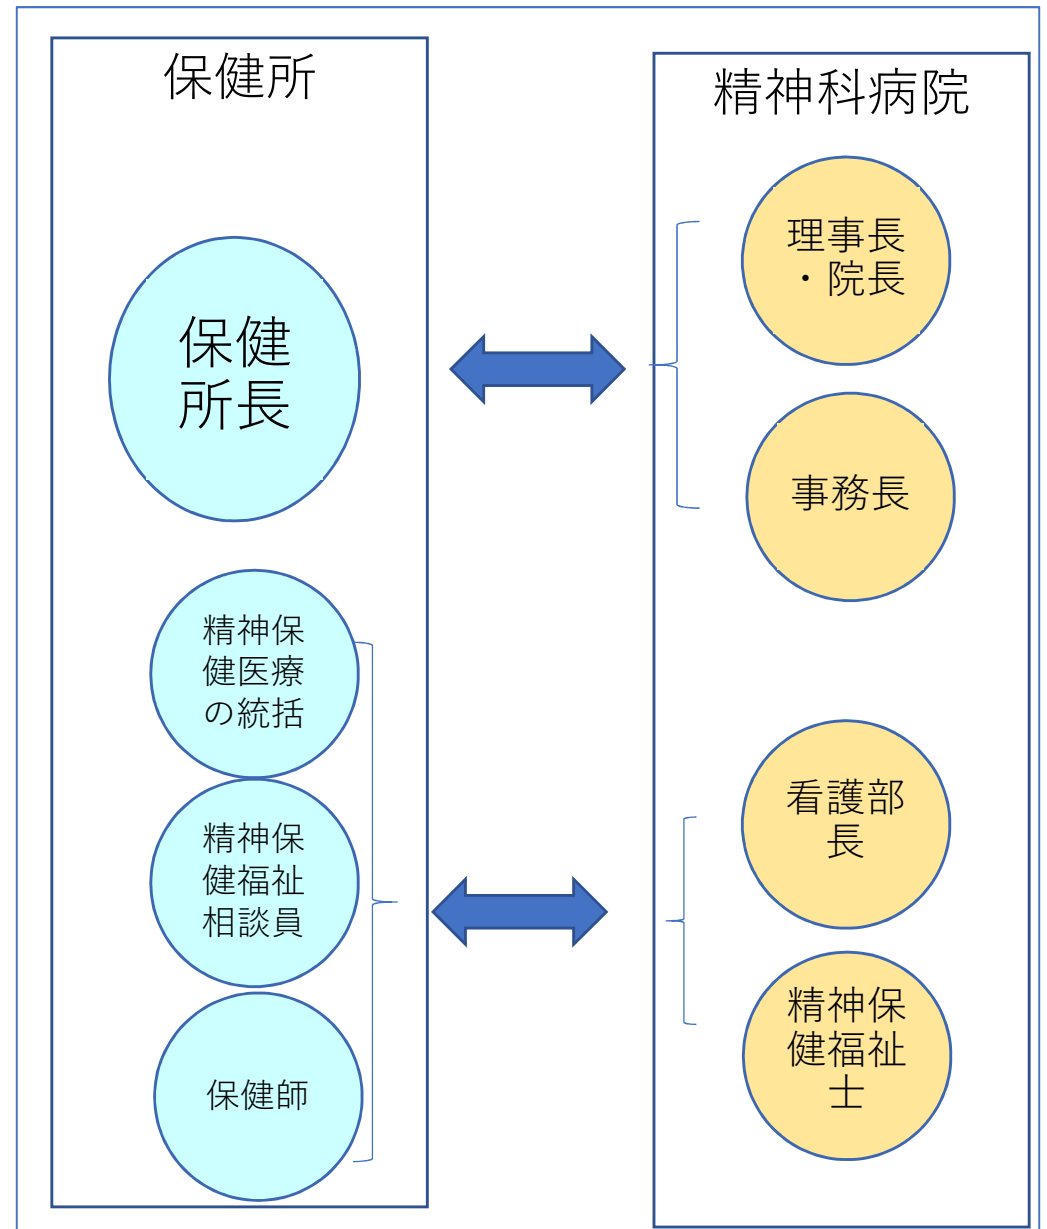 保健所
保健
所長
精神保
健医療
の統括
精神保
健福祉
相談員
保健師
精神科病院
理事長
・院長
事務長
看護部
長
精神保
健福祉
士